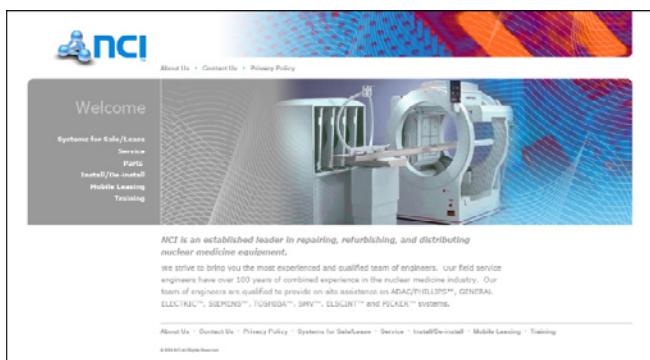 nci
About Us • Contact Us • Privacy Policy
Welcome
Systems for Sale/Lease
Service
Parts
Install/De-install
Mobile Leasing
Training
NCI is an established leader in repairing, refurbishing, and distributing
nuclear medicine equipment.
We strive to bring you the most experienced and qualified team of engineers. Our field service
engineers have over 100 years of combined experience in the nuclear medicine industry. Our
team of engineers are qualified to provide on site assistance on ADAC/PHILLIPS™, GENERAL
ELECTRIC™, SIEMENS™, TOSHIBA™, SMV™, ELSCINT™ and PICKER™ systems.
About Us · Contact Us · Privacy Policy · Systems for Sale/Lease · Service · Install/De-install · Mobile Leasing · Training
NCI All Rights Reserved